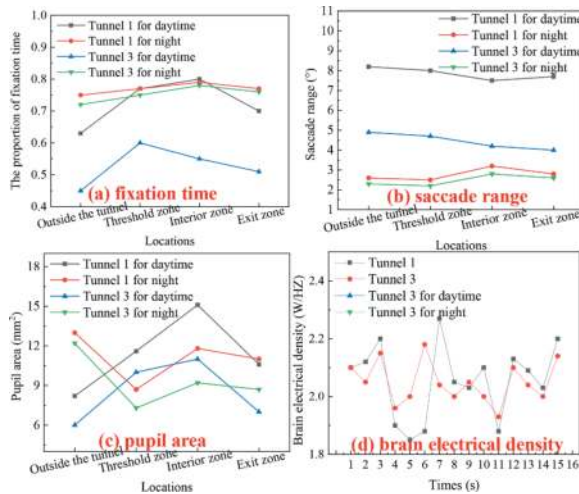 Tunnel 1 for daytime
Tunnel 1 for night
Tunnel 3 for daytime
Tunnel 3 for night
The proportion of fixation time
1.0
0.9
0.8
0.7
0.6
0.5
0.4
(a) fixation time
Outside the tunnel
Threshold zone
Interior zone
Exit zone
Locations
Tunnel 1 for daytime
Tunnel 1 for night
Tunnel 3 for daytime
Tunnel 3 for night
Saccade range (°)
11
10
9
8
7
6
5
4
3
2
1
(b) saccade range
Outside the tunnel
Threshold zone
Interior zone
Exit zone
Locations
Tunnel 1 for daytime
Tunnel 1 for night
Tunnel 3 for daytime
Tunnel 3 for night
Pupil area (mm²)
18
15
12
9
6
(c) pupil area
Outside the tunnel
Threshold zone
Interior zone
Exit zone
Locations
Tunnel 1
Tunnel 3
Tunnel 3 for daytime
Tunnel 3 for night
Brain electrical density (W/HZ)
2.4
2.2
2.0
1.8
(d) brain electrical density
1 2 3 4 5 6 7 8 9 10 11 12 13 14 15 16
Times (s)